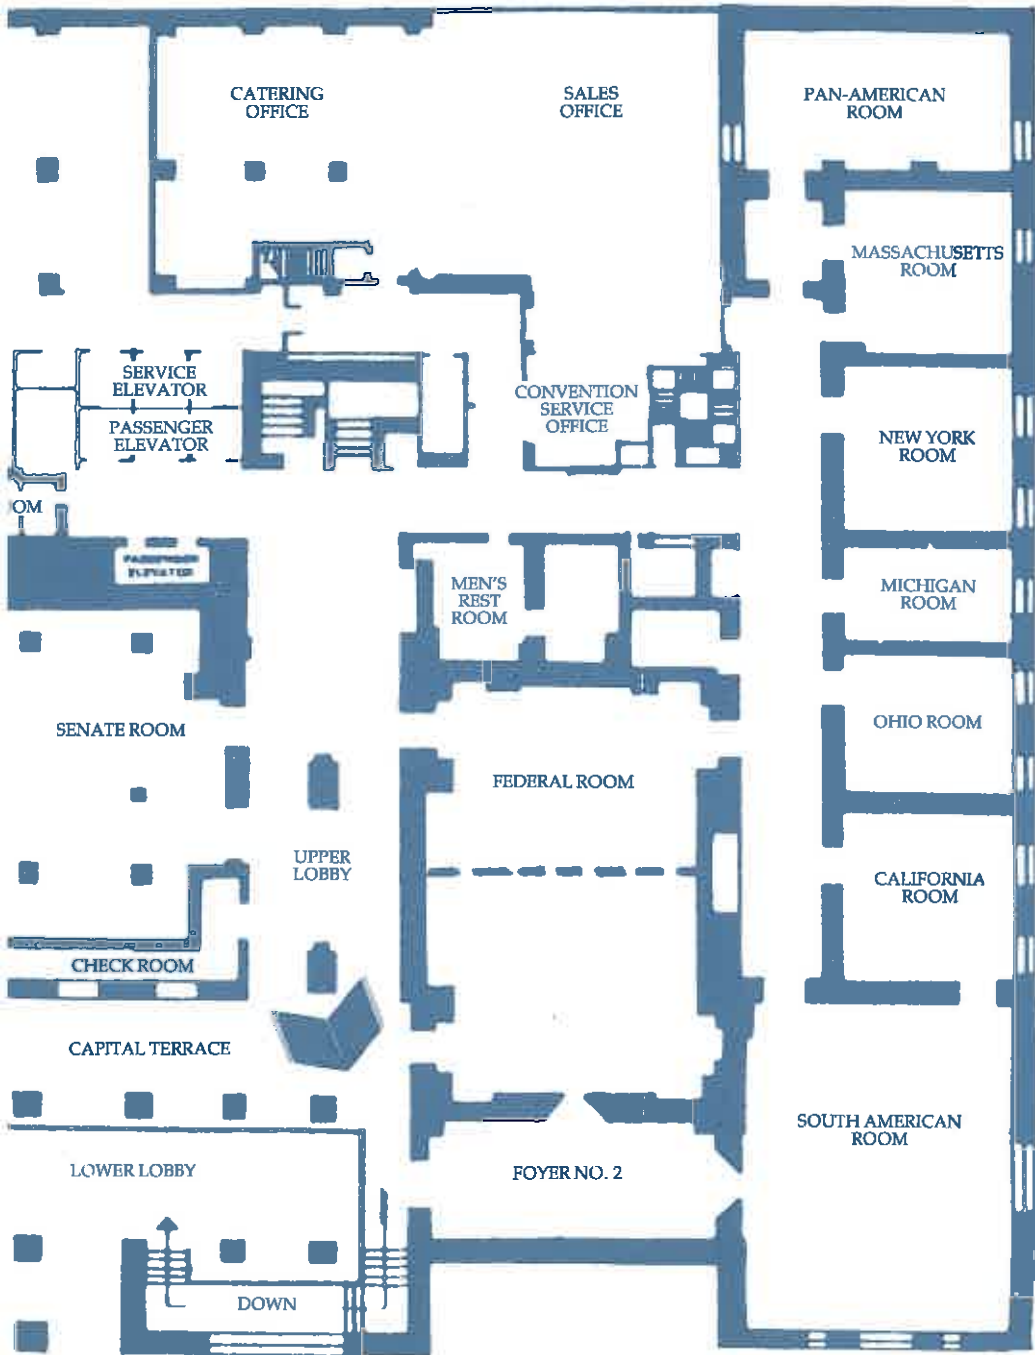 CATERING
OFFICE
SALES
OFFICE
PAN-AMERICAN
ROOM
MASSACHUSETTS
ROOM
SERVICE
ELEVATOR
PASSENGER
ELEVATOR
CONVENTION
SERVICE
OFFICE
NEW YORK
ROOM
OM
PASSENGER
ELEVATOR
MEN'S
REST
ROOM
MICHIGAN
ROOM
SENATE ROOM
OHIO ROOM
FEDERAL ROOM
UPPER
LOBBY
CALIFORNIA
ROOM
CHECK ROOM
CAPITAL TERRACE
SOUTH AMERICAN
ROOM
LOWER LOBBY
FOYER NO. 2
DOWN